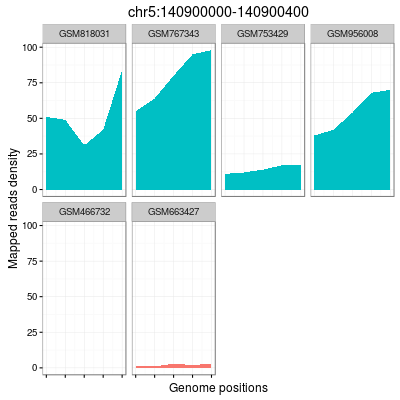 chr5:140900000-140900400
GSM818031 GSM767343 GSM753429 GSM956008
100
75
50
25
0
GSM466732 GSM663427
100
75
50
25
0
Mapped reads density
Genome positions